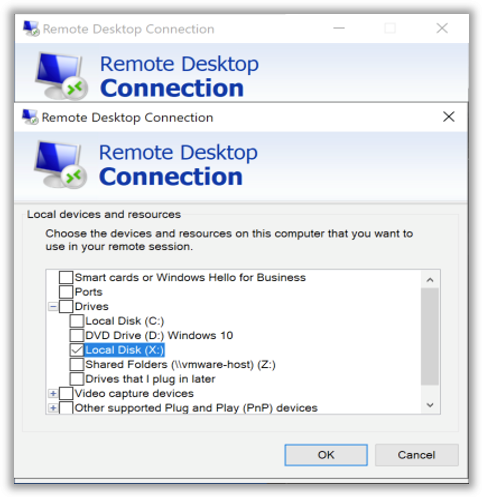 Remote Desktop Connection
Remote Desktop
Connection
Remote Desktop Connection
Remote Desktop
Connection
Local devices and resources
Choose the devices and resources on this computer that you want to
use in your remote session.
Smart cards or Windows Hello for Business
Ports
Drives
Local Disk (C:)
DVD Drive (D:) Windows 10
Local Disk (X:)
Shared Folders (\\vmware-host) (Z:)
Drives that I plug in later
Video capture devices
Other supported Plug and Play (PnP) devices
OK Cancel